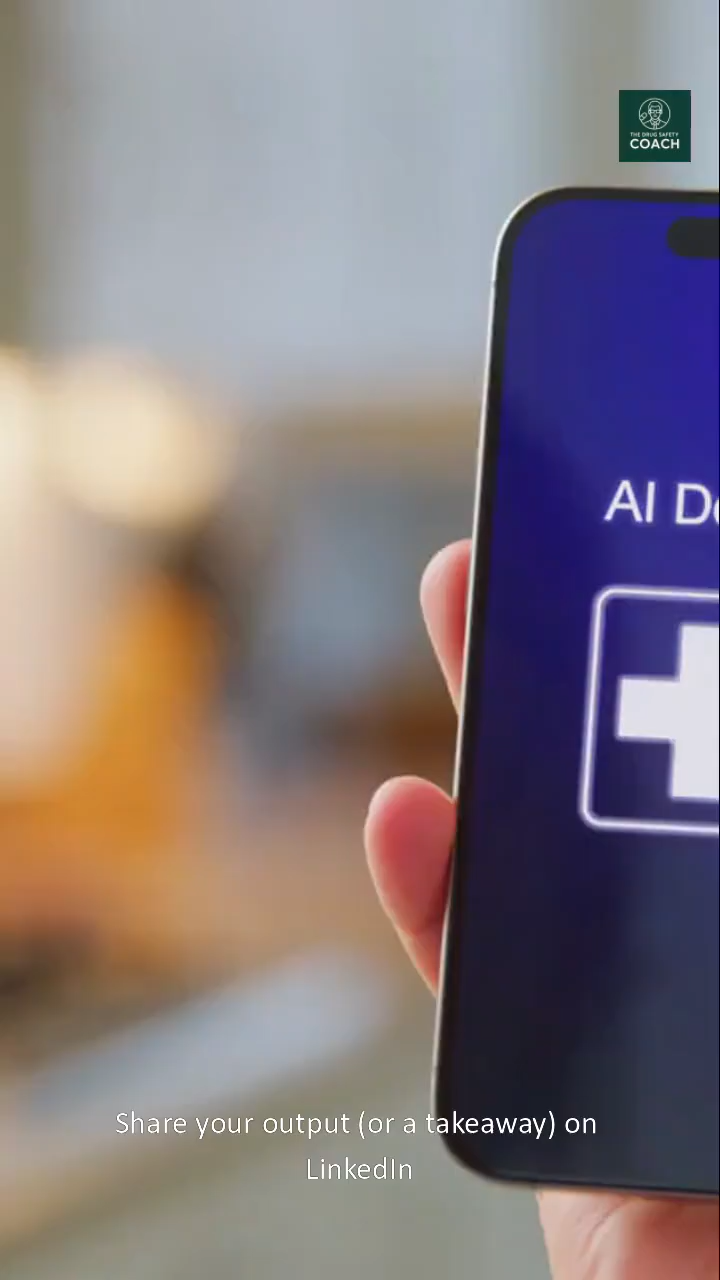 THE DRUG SAFETY
COACH
AI D
Share your output (or a takeaway) on
LinkedIn